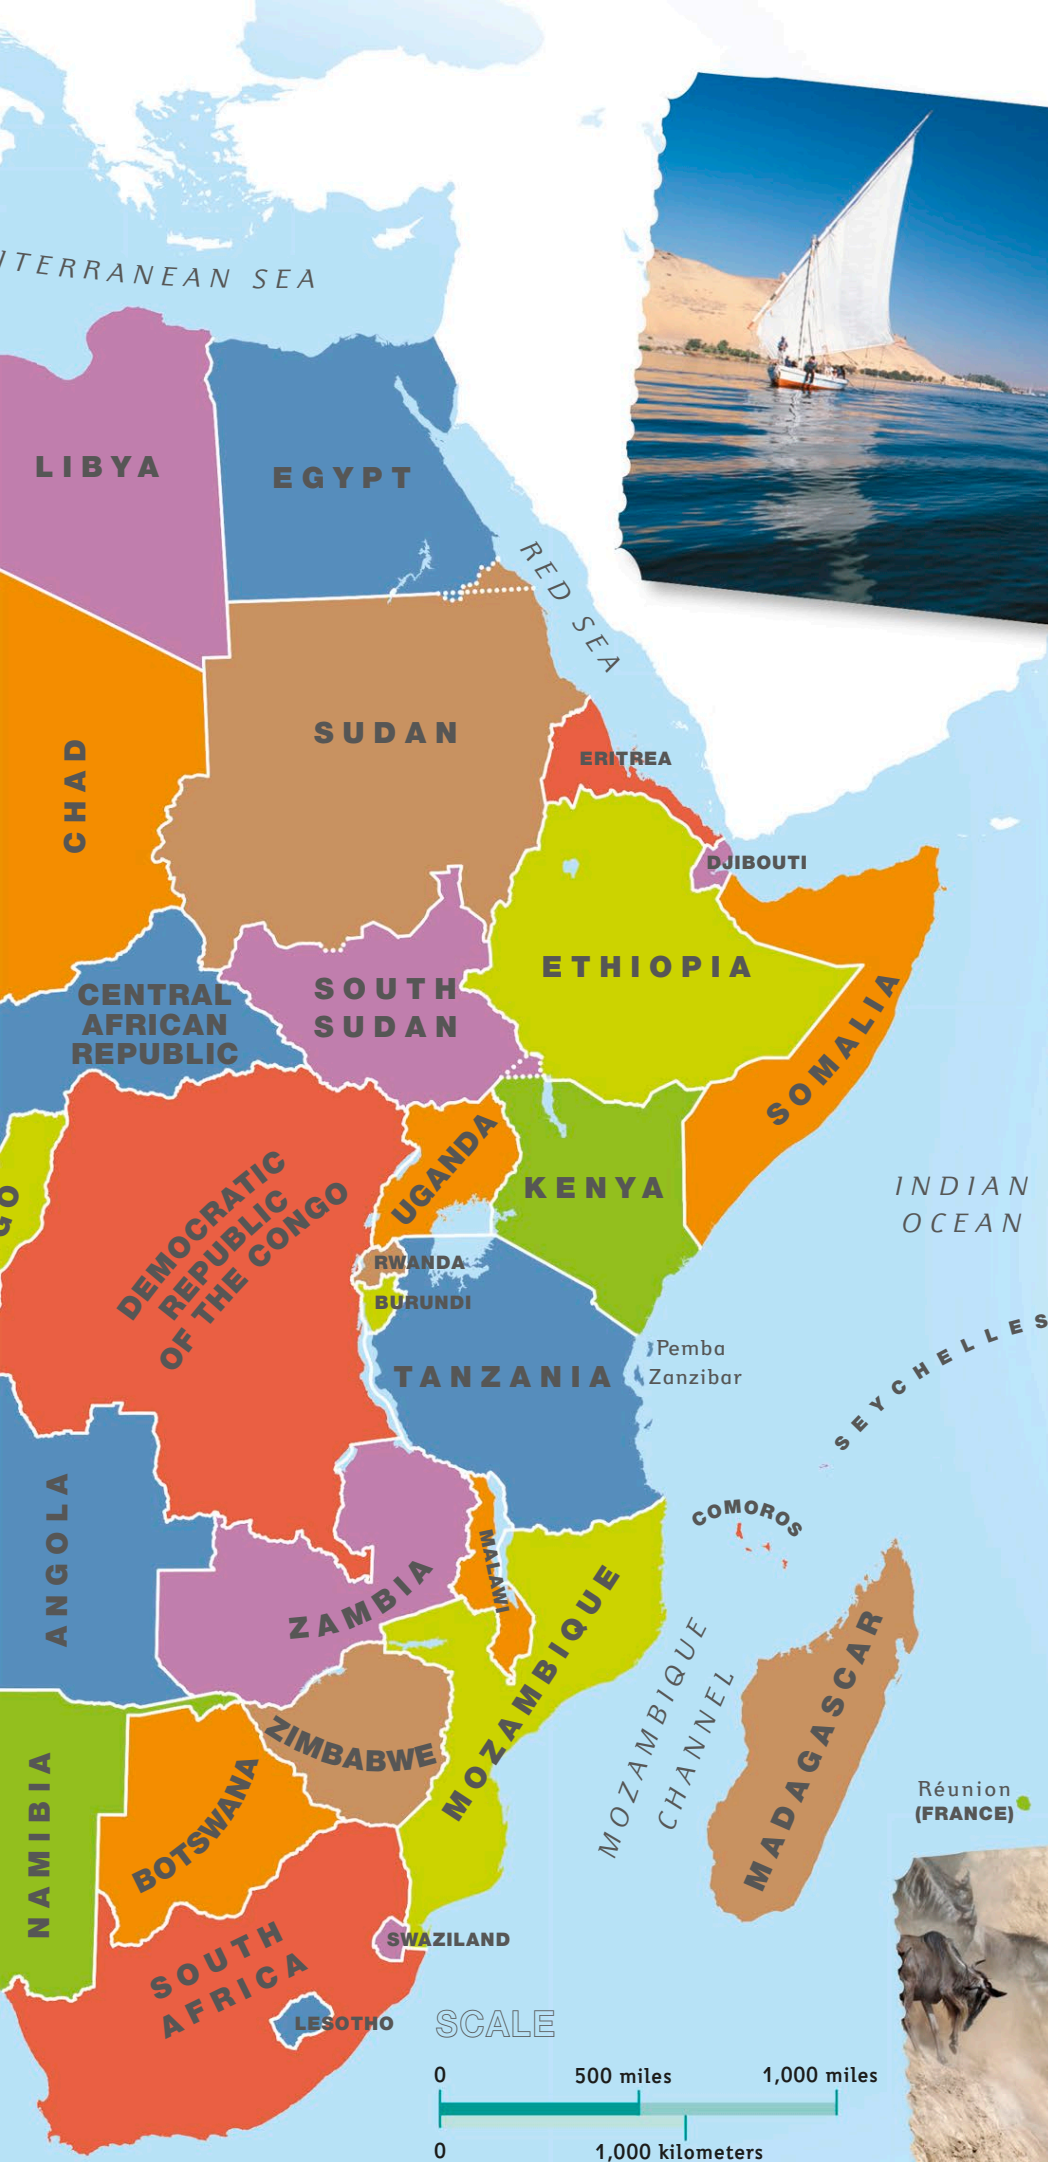 ITERRANEAN SEA
LIBYA
EGYPT
RED SEA
CHAD
SUDAN
ERITREA
DJIBOUTI
ETHIOPIA
CENTRAL
AFRICAN
REPUBLIC
SOUTH
SUDAN
SOMALIA
UGANDA
KENYA
GO
DEMOCRATIC
REPUBLIC
OF THE CONGO
INDIAN
OCEAN
RWANDA
BURUNDI
TANZANIA
Pemba
Zanzibar
SEYCHELLES
ANGOLA
COMOROS
MALAWI
ZAMBIA
MOZAMBIQUE
MOZAMBIQUE
CHANNEL
MADAGASCAR
ZIMBABWE
NAMIBIA
BOTSWANA
Réunion
(FRANCE)
SOUTH
AFRICA
SWAZILAND
LESOTHO
SCALE
0 500 miles 1,000 miles
0 1,000 kilometers